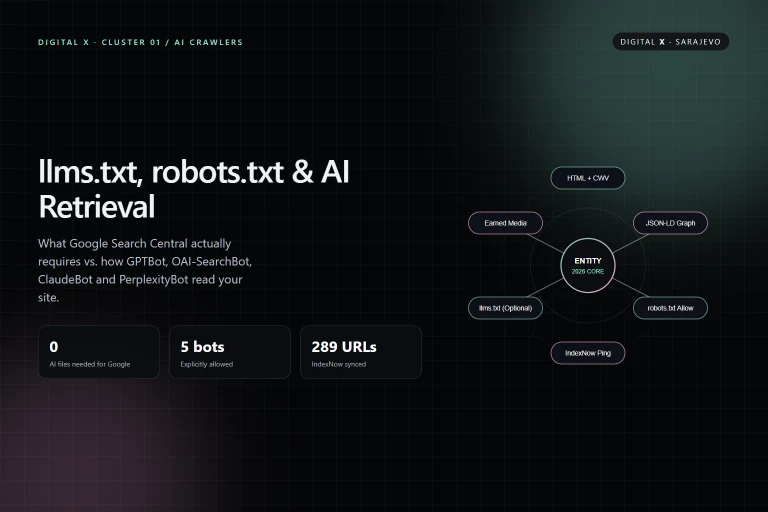 DIGITAL X · CLUSTER 01 / AI CRAWLERS
DIGITAL X · SARAJEVO
llms.txt, robots.txt & AI
Retrieval
What Google Search Central actually
requires vs. how GPTBot, OAI-SearchBot,
ClaudeBot and PerplexityBot read your
site.
0
AI files needed for Google
5 bots
Explicitly allowed
289 URLs
IndexNow synced
HTML + CWV
Earned Media
JSON-LD Graph
ENTITY
2026 CORE
llms.txt (Optional)
robots.txt Allow
IndexNow Ping